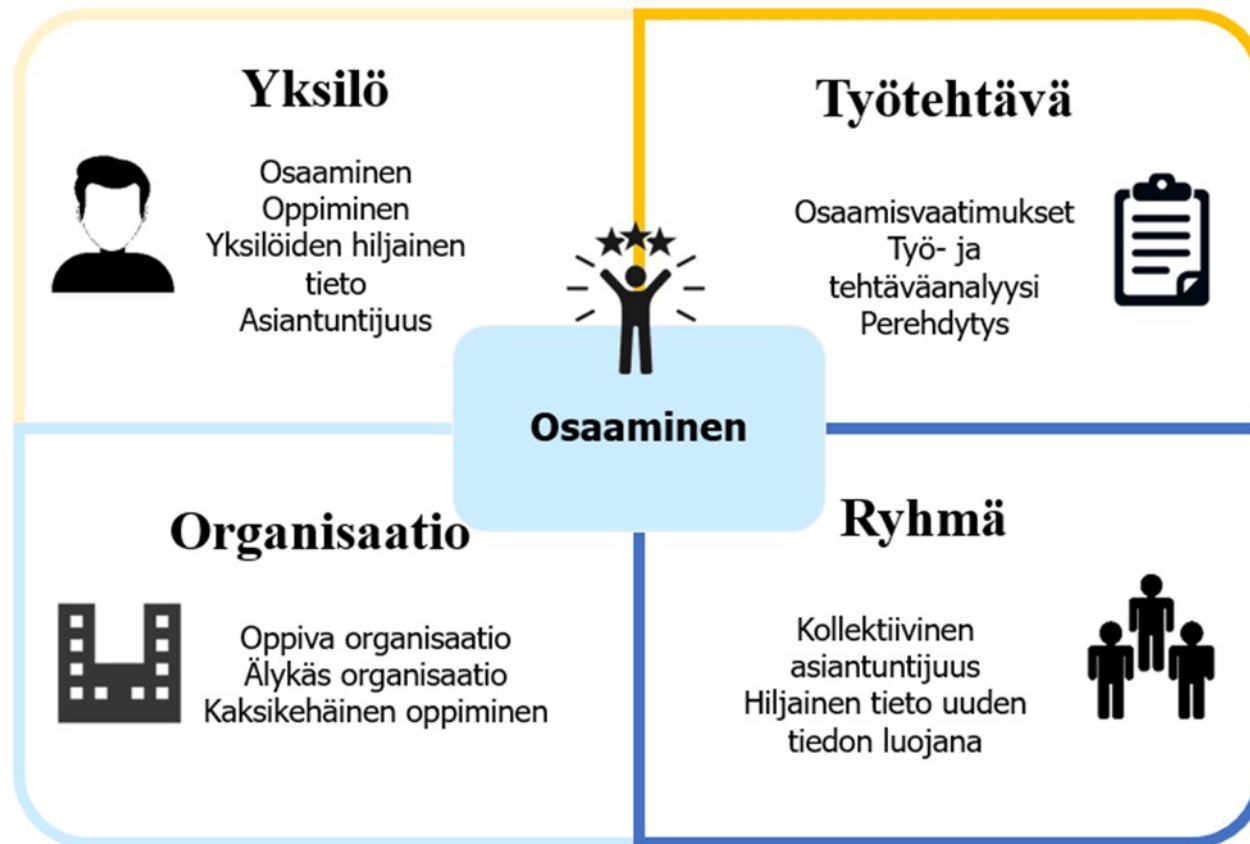 Yksilö
Osaaminen
Oppiminen
Yksilöiden hiljainen
tieto
Asiantuntijuus
Työtehtävä
Osaamisvaatimukset
Työ- ja
tehtäväanalyysi
Perehdytys
Osaaminen
Organisaatio
Oppiva organisaatio
Älykäs organisaatio
Kaksikehäinen oppiminen
Ryhmä
Kollektiivinen
asiantuntijuus
Hiljainen tieto uuden
tiedon luojana